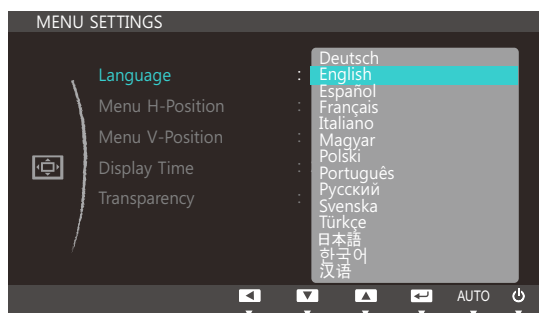 MENU SETTINGS
Language :
Menu H-Position :
Menu V-Position :
Display Time :
Transparency :
Deutsch
English
Español
Français
Italiano
Magyar
Polski
Português
Русский
Svenska
Türkçe
日本語
한국어
汉语
AUTO